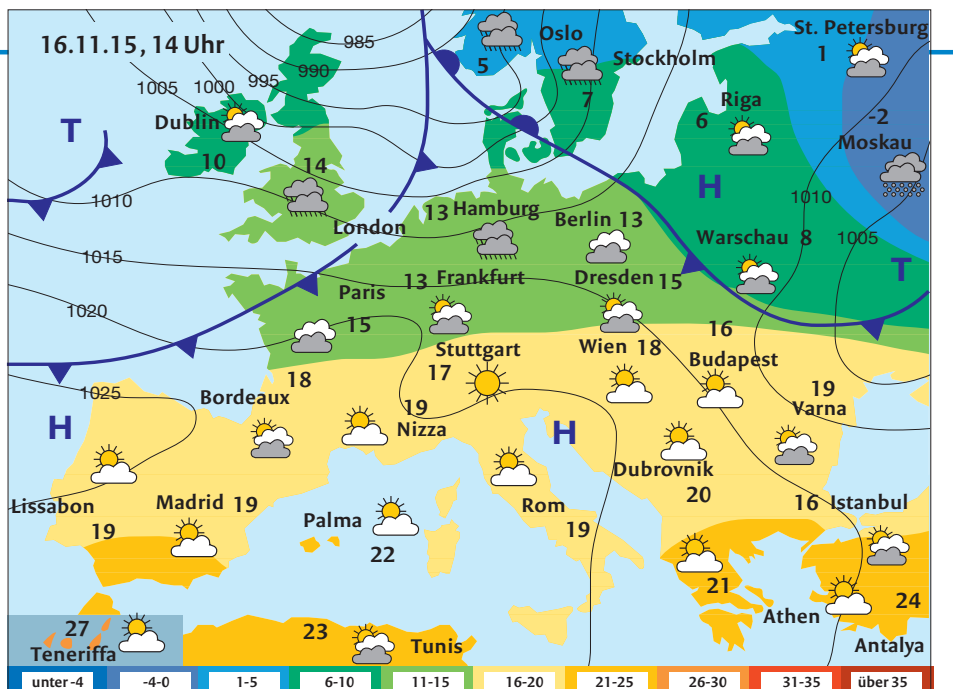 16.11.15, 14 Uhr
985
990
995
1000
1005
Oslo
5
Stockholm
7
St. Petersburg
1
Riga
6
-2
Moskau
T
Dublin
10
14
London
H
1010
1010
1015
13 Hamburg
Berlin 13
Warschau 8
1005
T
1020
Paris
15
13 Frankfurt
Dresden 15
1025
18
Bordeaux
Stuttgart
17
Wien 18
16
Budapest
19
Varna
H
19
Nizza
H
Dubrovnik
20
Lissabon
19
Madrid 19
Palma
22
Rom
19
16 Istanbul
21
Athen
24
Antalya
27
Teneriffa
23
Tunis
unter -4 -4-0 1-5 6-10 11-15 16-20 21-25 26-30 31-35 über 35